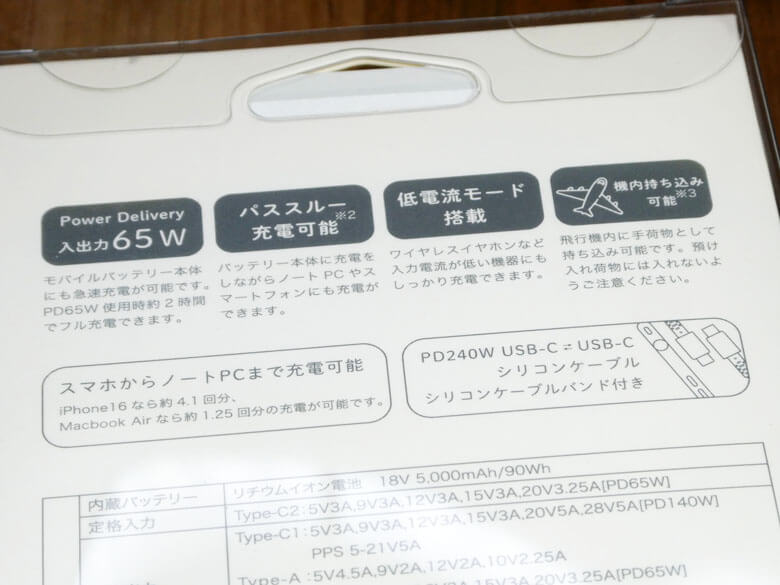 Power Delivery
入出力 65W
モバイルバッテリー本体
にも急速充電が可能です。
PD65W 使用時約2時間
でフル充電できます。
パススルー
充電可能※2
バッテリー本体に充電を
しながらノートPCやス
マートフォンにも充電が
できます。
低電流モード
搭載
ワイヤレスイヤホンなど
入力電流が低い機器にも
しっかり充電できます。
機内持ち込み
可能※3
飛行機内に手荷物として
持ち込み可能です。預け
入れ荷物には入れないよ
うご注意ください。
スマホからノートPCまで充電可能
iPhone16 なら約 4.1 回分、
Macbook Air なら約 1.25 回分の充電が可能です。
PD240W USB-C ⇄ USB-C
シリコンケーブル
シリコンケーブルバンド付き
内蔵バッテリー リチウムイオン電池 18V 5,000mAh/90Wh
定格入力 Type-C2:5V3A,9V3A,12V3A,15V3A,20V3.25A[PD65W]
Type-C1:5V3A,9V3A,12V3A,15V3A,20V5A,28V5A[PD140W]
PPS 5-21V5A
Type-A:5V4.5A,9V2A,12V2A,10V2.25A
5V3A,9V3A,12V3A,15V3A,20V3.25A[PD65W]